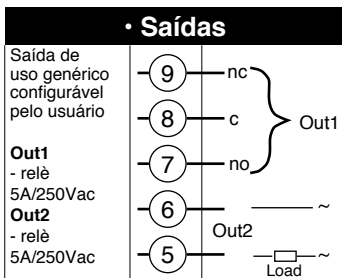 · Saídas
Saída de
uso genérico
configurável
pelo usuário
Out1
- relè
5A/250Vac
Out2
- relè
5A/250Vac
9 nc
8 c
7 no
Out1
6 ~
Out2
5 ~
Load